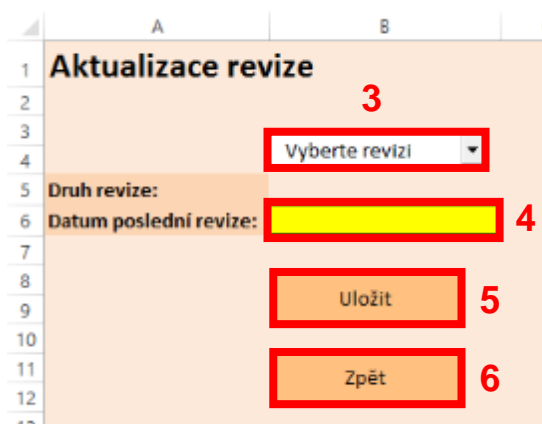 A B
1 Aktualizace revize
2 3
3
Vyberte revizi
4
5 Druh revize:
6 Datum poslední revize: 4
7
8
Uložit 5
9
10
11
Zpět 6
12